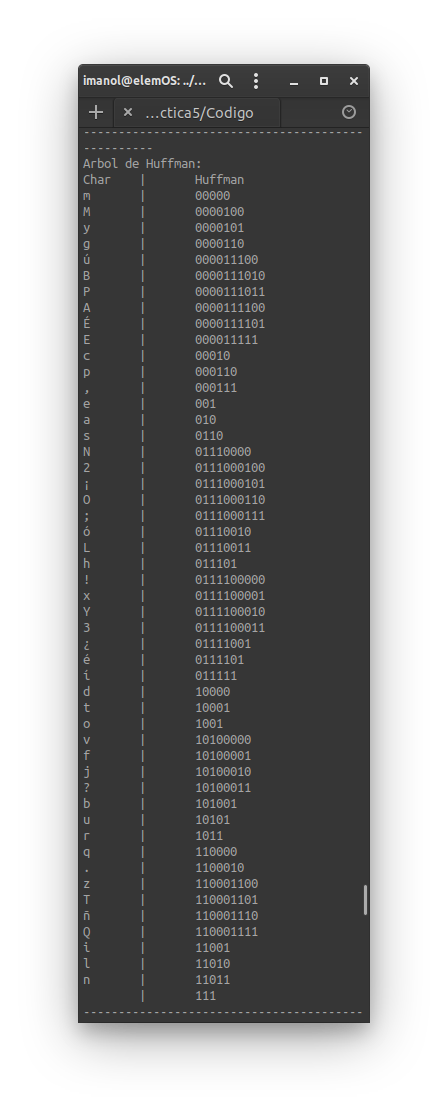 imanol@elemOS: ../…
…ctica5/Codigo
----------------------------------------
----------
Arbol de Huffman:
Char | Huffman
m | 00000
M | 0000100
y | 0000101
g | 0000110
ú | 000011100
B | 0000111010
P | 0000111011
A | 0000111100
É | 0000111101
E | 000011111
c | 00010
p | 000110
, | 000111
e | 001
a | 010
s | 0110
N | 01110000
2 | 0111000100
¡ | 0111000101
O | 0111000110
; | 0111000111
ó | 01110010
L | 01110011
h | 011101
! | 0111100000
x | 0111100001
Y | 0111100010
3 | 0111100011
¿ | 01111001
é | 0111101
í | 011111
d | 10000
t | 10001
o | 1001
v | 10100000
f | 10100001
j | 10100010
? | 10100011
b | 101001
u | 10101
r | 1011
q | 110000
. | 1100010
z | 110001100
T | 110001101
ñ | 110001110
Q | 110001111
i | 11001
l | 11010
n | 11011
| 111
----------------------------------------